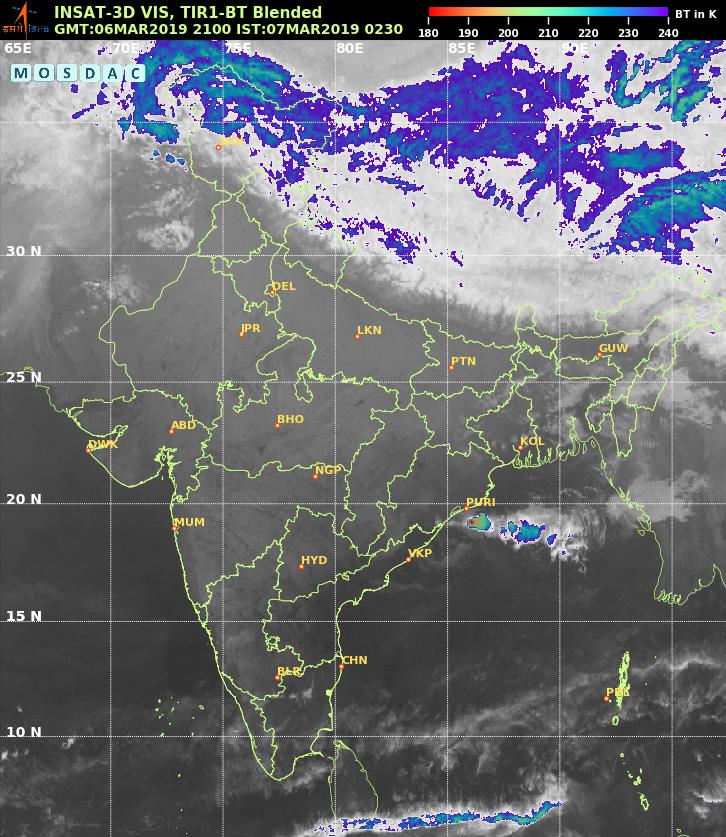 INSAT-3D VIS, TIR1-BT Blended
GMT:06MAR2019 2100 IST:07MAR2019 0230
BT in K
180 190 200 210 220 230 240
65E 70E 75E 80E 85E 90E
M O S D A C
30 N
DEL
JPR
LKN
PTN
GUW
25 N
ABD
BHO
DWK
KOL
NGP
20 N
PURI
MUM
VKP
HYD
15 N
CHN
BLR
10 N